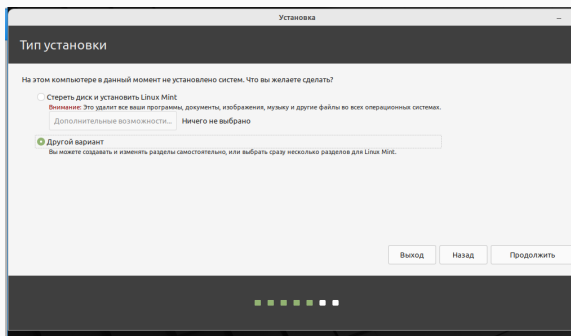 Установка
Тип установки
На этом компьютере в данный момент не установлено систем. Что вы желаете сделать?
Стереть диск и установить Linux Mint
Внимание: Это удалит все ваши программы, документы, изображения, музыку и другие файлы во всех операционных системах.
Дополнительные возможности... Ничего не выбрано
Другой вариант
Вы можете создавать и изменять разделы самостоятельно, или выбрать сразу несколько разделов для Linux Mint.
Выход Назад Продолжить